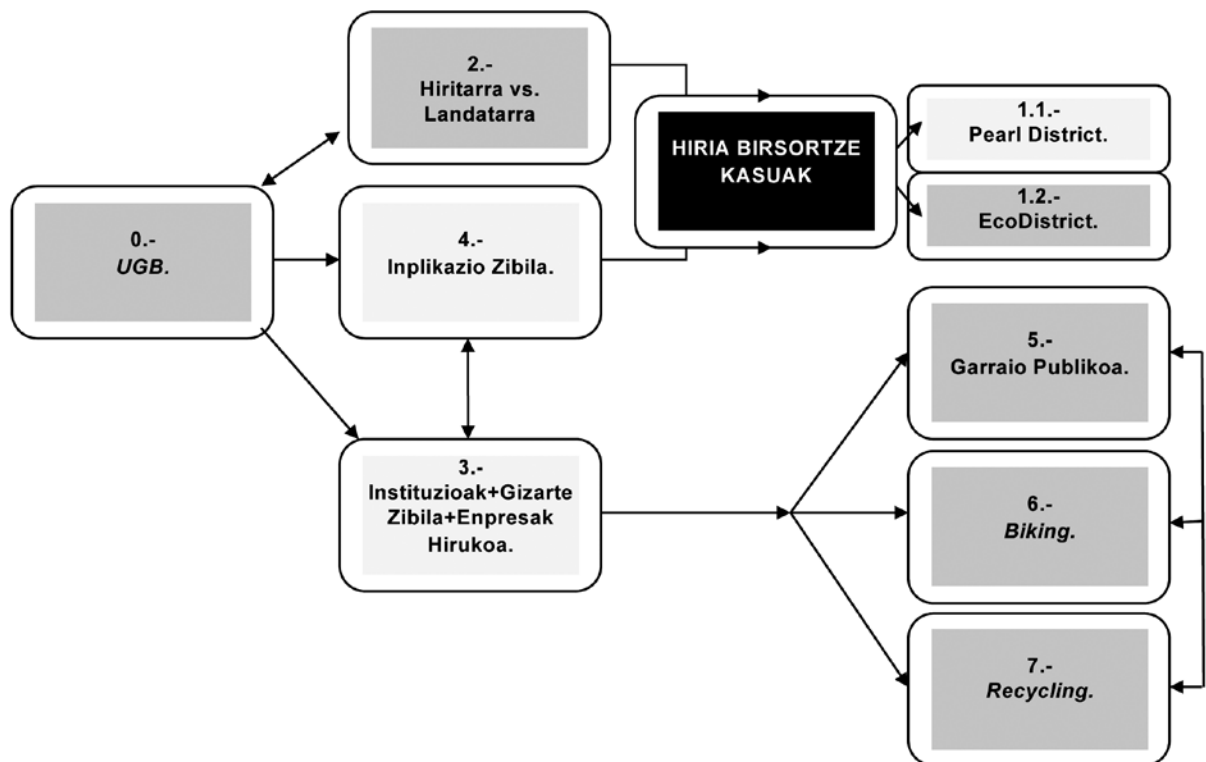 2.-
Hiritarra vs.
Landatarra
HIRIA BIRSORTZE
KASUAK
1.1.-
Pearl District.
1.2.-
EcoDistrict.
0.-
UGB.
4.-
Inplikazio Zibila.
5.-
Garraio Publikoa.
3.-
Instituzioak+Gizarte
Zibila+Enpresak
Hirukoa.
6.-
Biking.
7.-
Recycling.